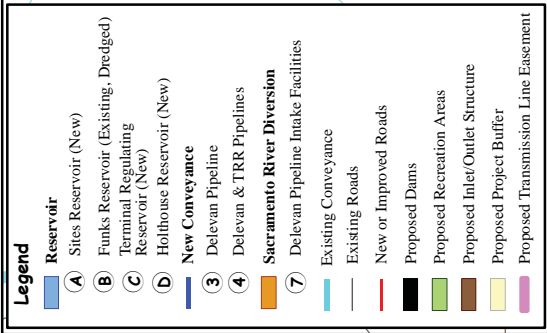 Legend
Reservoir
A Sites Reservoir (New)
B Funks Reservoir (Existing, Dredged)
C Terminal Regulating
Reservoir (New)
D Holthouse Reservoir (New)
New Conveyance
3 Delevan Pipeline
4 Delevan & TRR Pipelines
Sacramento River Diversion
7 Delevan Pipeline Intake Facilities
Existing Conveyance
Existing Roads
New or Improved Roads
Proposed Dams
Proposed Recreation Areas
Proposed Inlet/Outlet Structure
Proposed Project Buffer
Proposed Transmission Line Easement